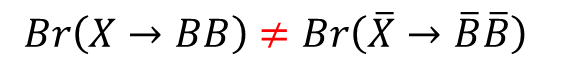 Br(X → BB) ≠ Br(X̄ → B̄B̄)